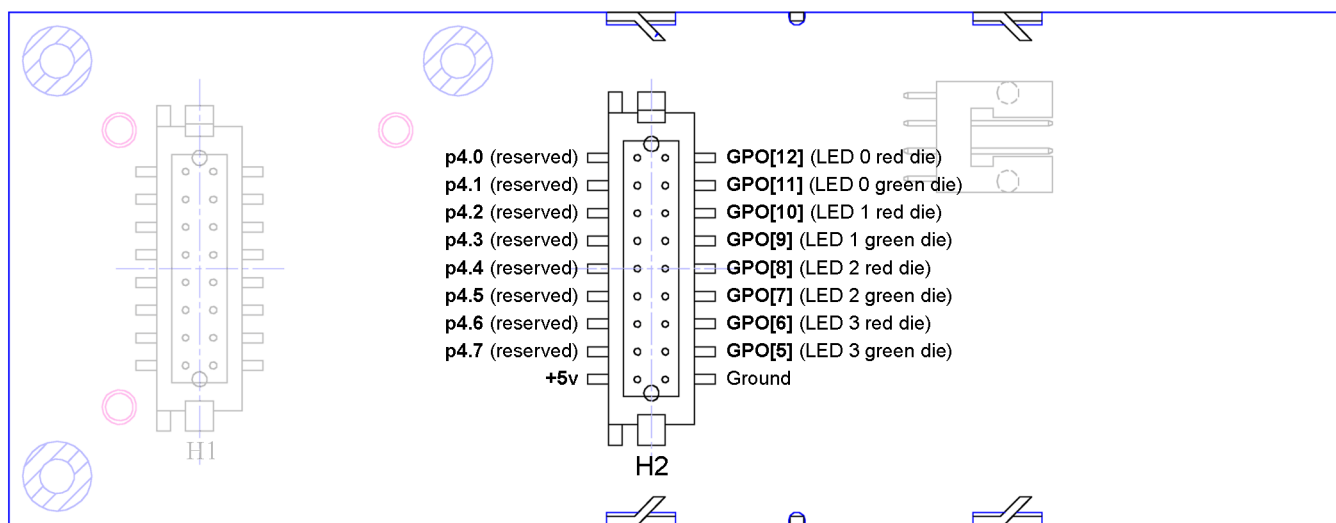 p4.0 (reserved) GPO[12] (LED 0 red die)
p4.1 (reserved) GPO[11] (LED 0 green die)
p4.2 (reserved) GPO[10] (LED 1 red die)
p4.3 (reserved) GPO[9] (LED 1 green die)
p4.4 (reserved) GPO[8] (LED 2 red die)
p4.5 (reserved) GPO[7] (LED 2 green die)
p4.6 (reserved) GPO[6] (LED 3 red die)
p4.7 (reserved) GPO[5] (LED 3 green die)
+5v Ground
H1
H2